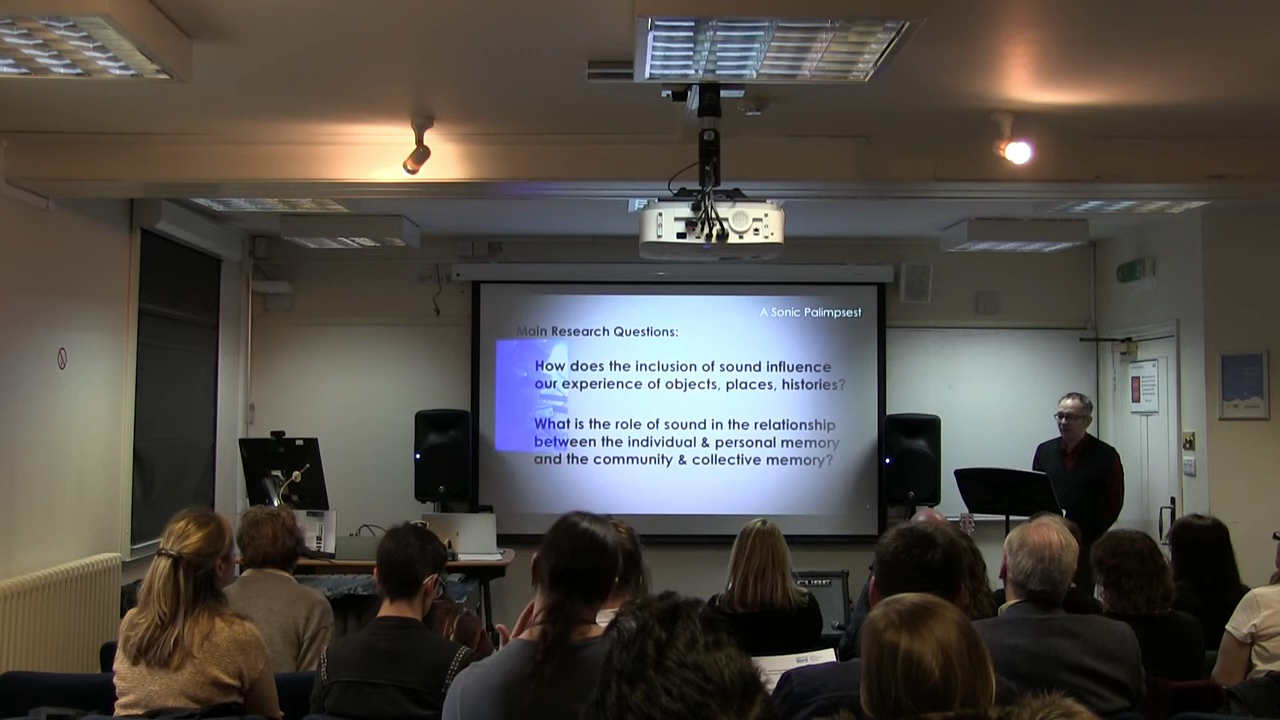 A Sonic Palimpsest
Main Research Questions:
How does the inclusion of sound influence
our experience of objects, places, histories?
What is the role of sound in the relationship
between the individual & personal memory
and the community & collective memory?
CUBE